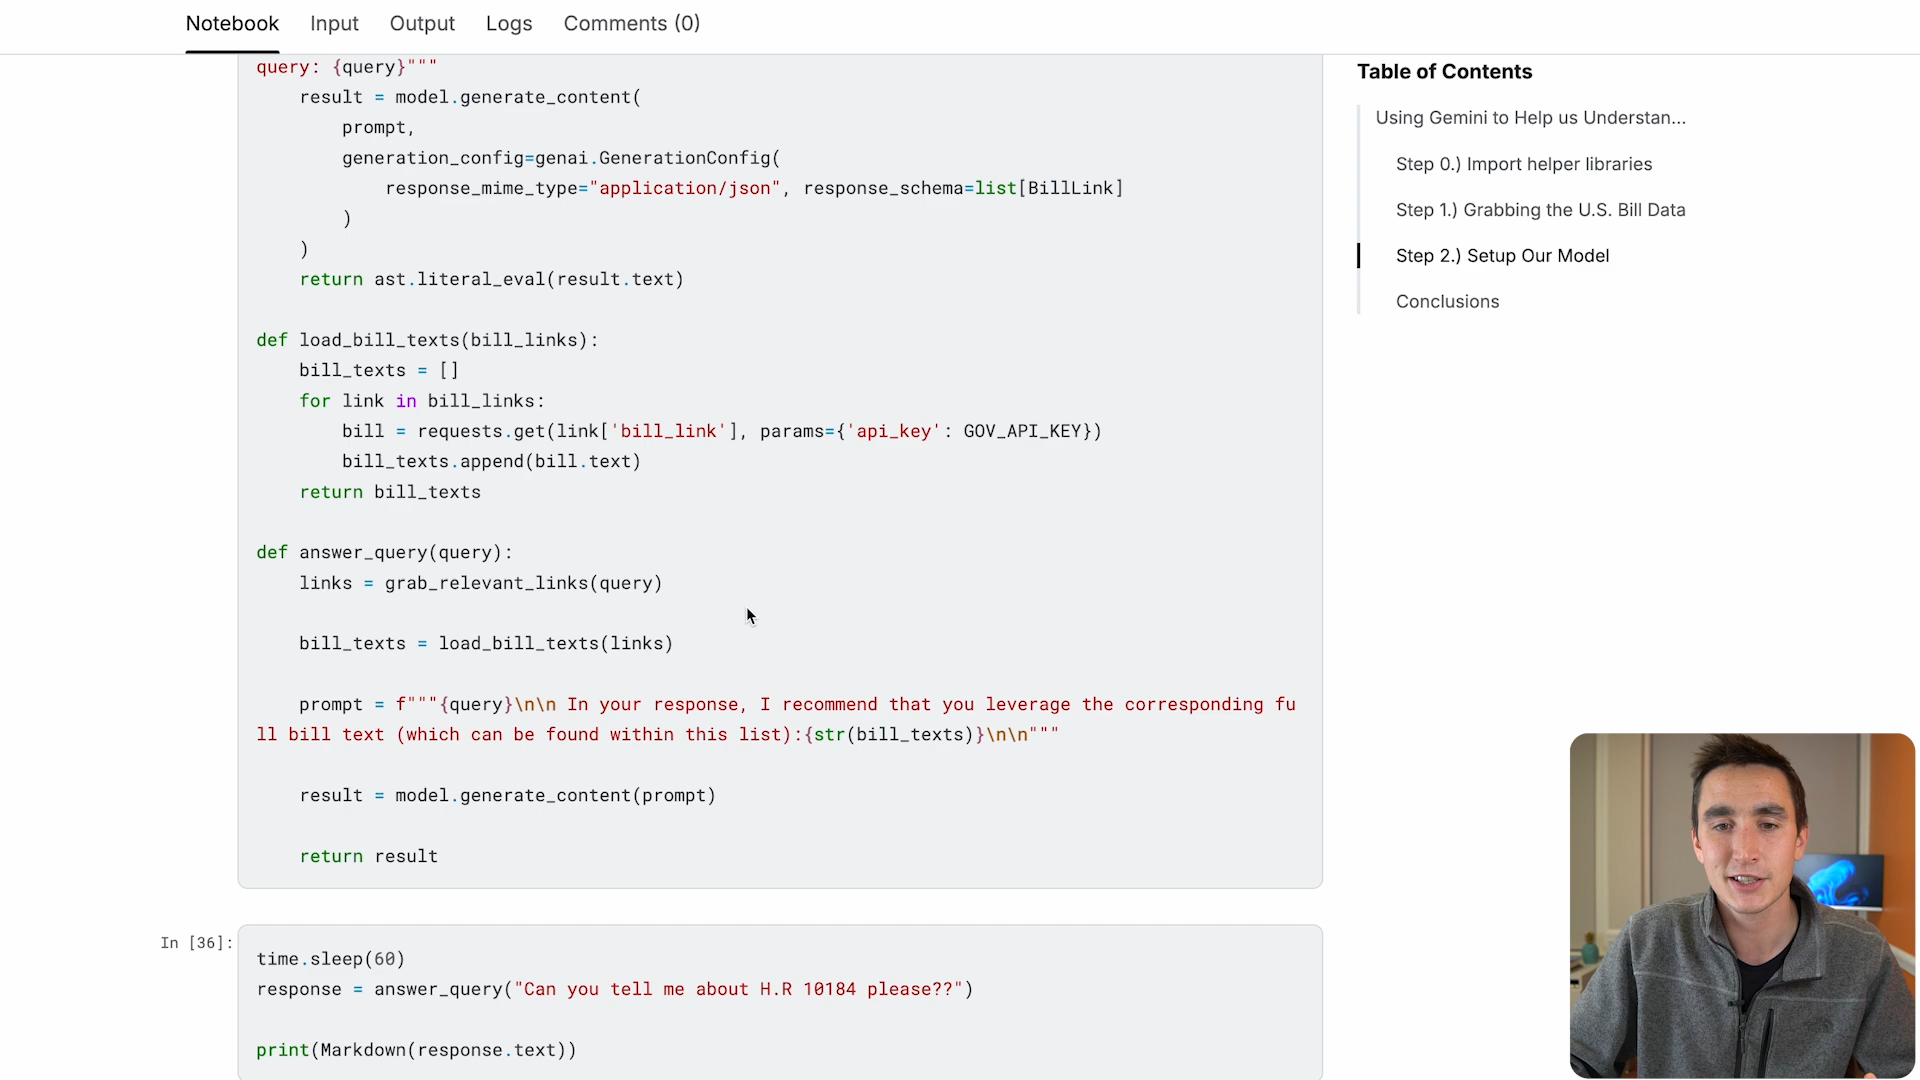 Notebook Input Output Logs Comments (0)
query: {query}"""
    result = model.generate_content(
        prompt,
        generation_config=genai.GenerationConfig(
            response_mime_type="application/json", response_schema=list[BillLink]
        )
    )
    return ast.literal_eval(result.text)
def load_bill_texts(bill_links):
    bill_texts = []
    for link in bill_links:
        bill = requests.get(link['bill_link'], params={'api_key': GOV_API_KEY})
        bill_texts.append(bill.text)
    return bill_texts
def answer_query(query):
    links = grab_relevant_links(query)
    bill_texts = load_bill_texts(links)
    prompt = f"""{query}\n\n In your response, I recommend that you leverage the corresponding fu
ll bill text (which can be found within this list):{str(bill_texts)}\n\n"""
    result = model.generate_content(prompt)
    return result
In [36]:
time.sleep(60)
response = answer_query("Can you tell me about H.R 10184 please??")
print(Markdown(response.text))
Table of Contents
Using Gemini to Help us Understan...
Step 0.) Import helper libraries
Step 1.) Grabbing the U.S. Bill Data
Step 2.) Setup Our Model
Conclusions